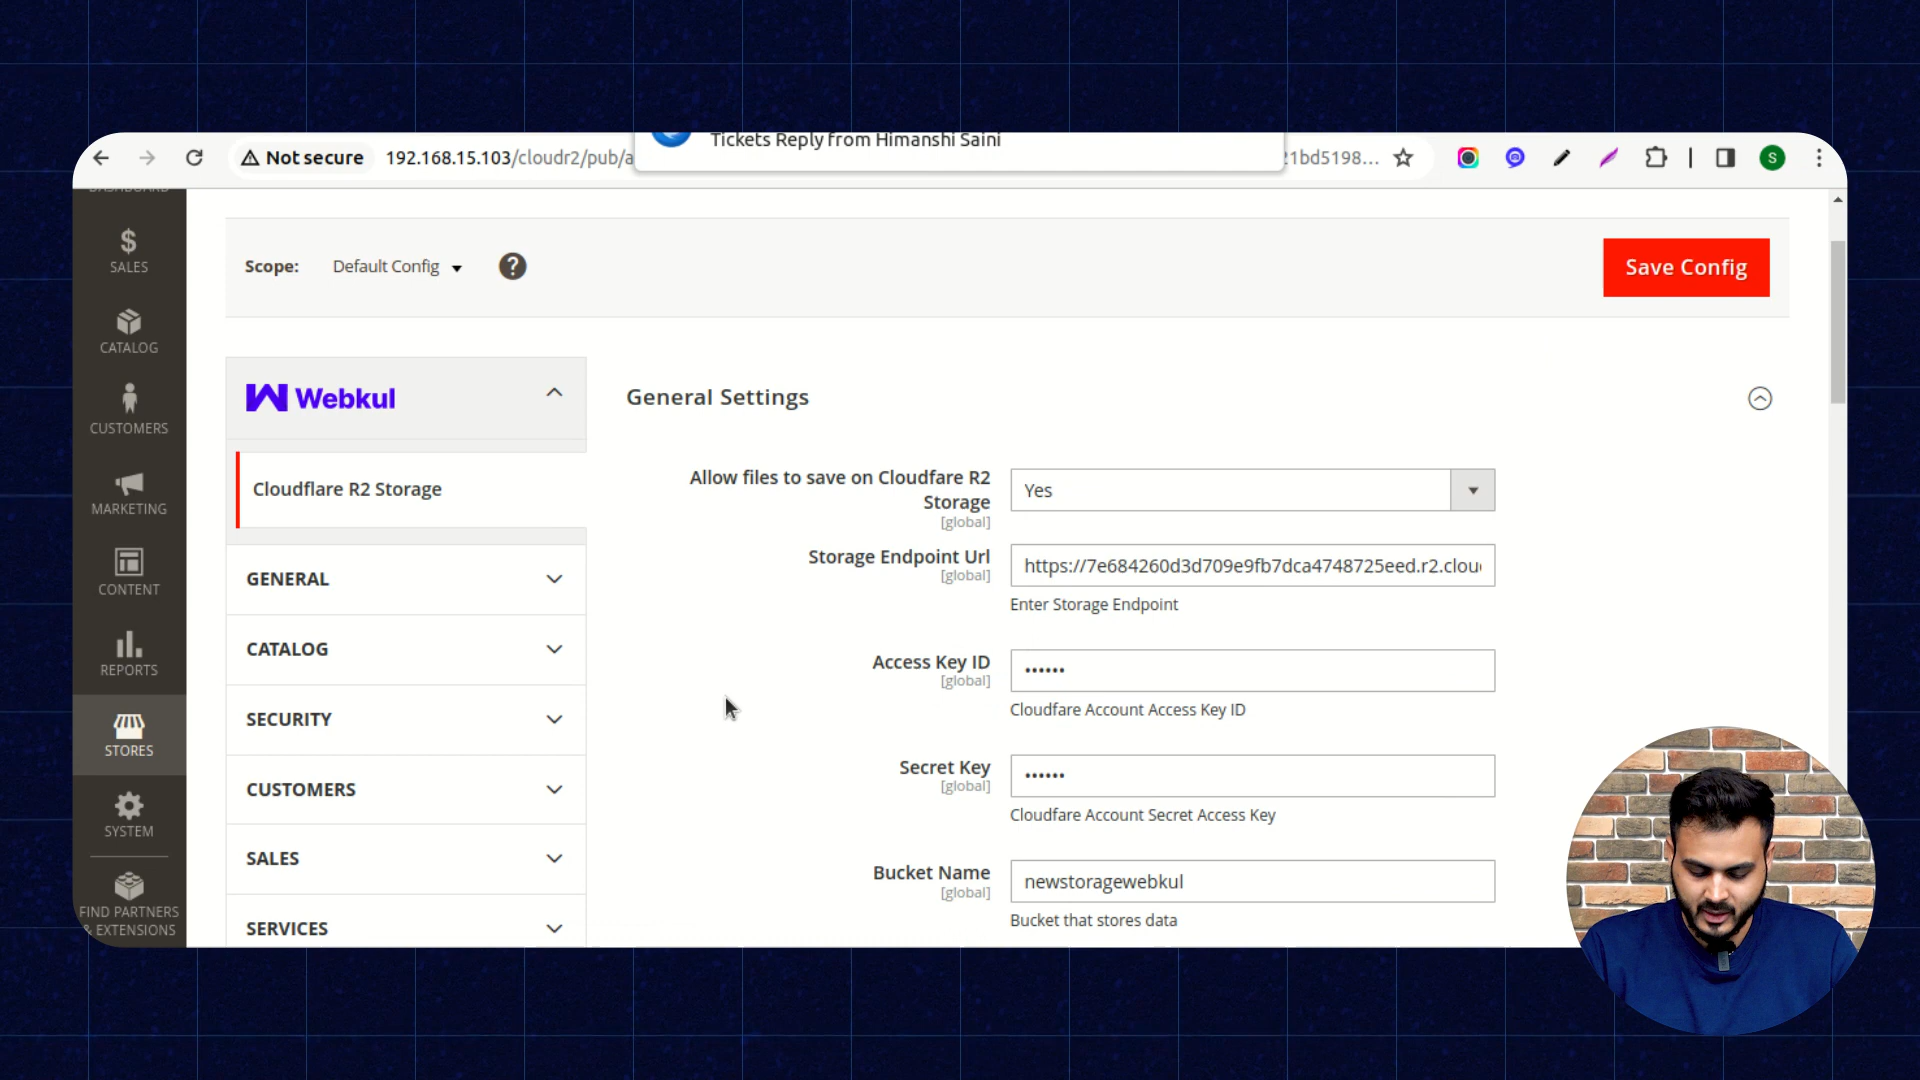 Tickets Reply from Himanshi Saini
Not secure
192.168.15.103/cloudr2/pub/a
1bd5198...
S
DASHBOARD
SALES
CATALOG
CUSTOMERS
MARKETING
CONTENT
REPORTS
STORES
SYSTEM
FIND PARTNERS
& EXTENSIONS
Scope:
Default Config
?
Save Config
Webkul
Cloudflare R2 Storage
GENERAL
CATALOG
SECURITY
CUSTOMERS
SALES
SERVICES
General Settings
Allow files to save on Cloudfare R2
Storage
[global]
Yes
Storage Endpoint Url
[global]
https://7e684260d3d709e9fb7dca4748725eed.r2.clou
Enter Storage Endpoint
Access Key ID
[global]
••••••
Cloudfare Account Access Key ID
Secret Key
[global]
••••••
Cloudfare Account Secret Access Key
Bucket Name
[global]
newstoragewebkul
Bucket that stores data